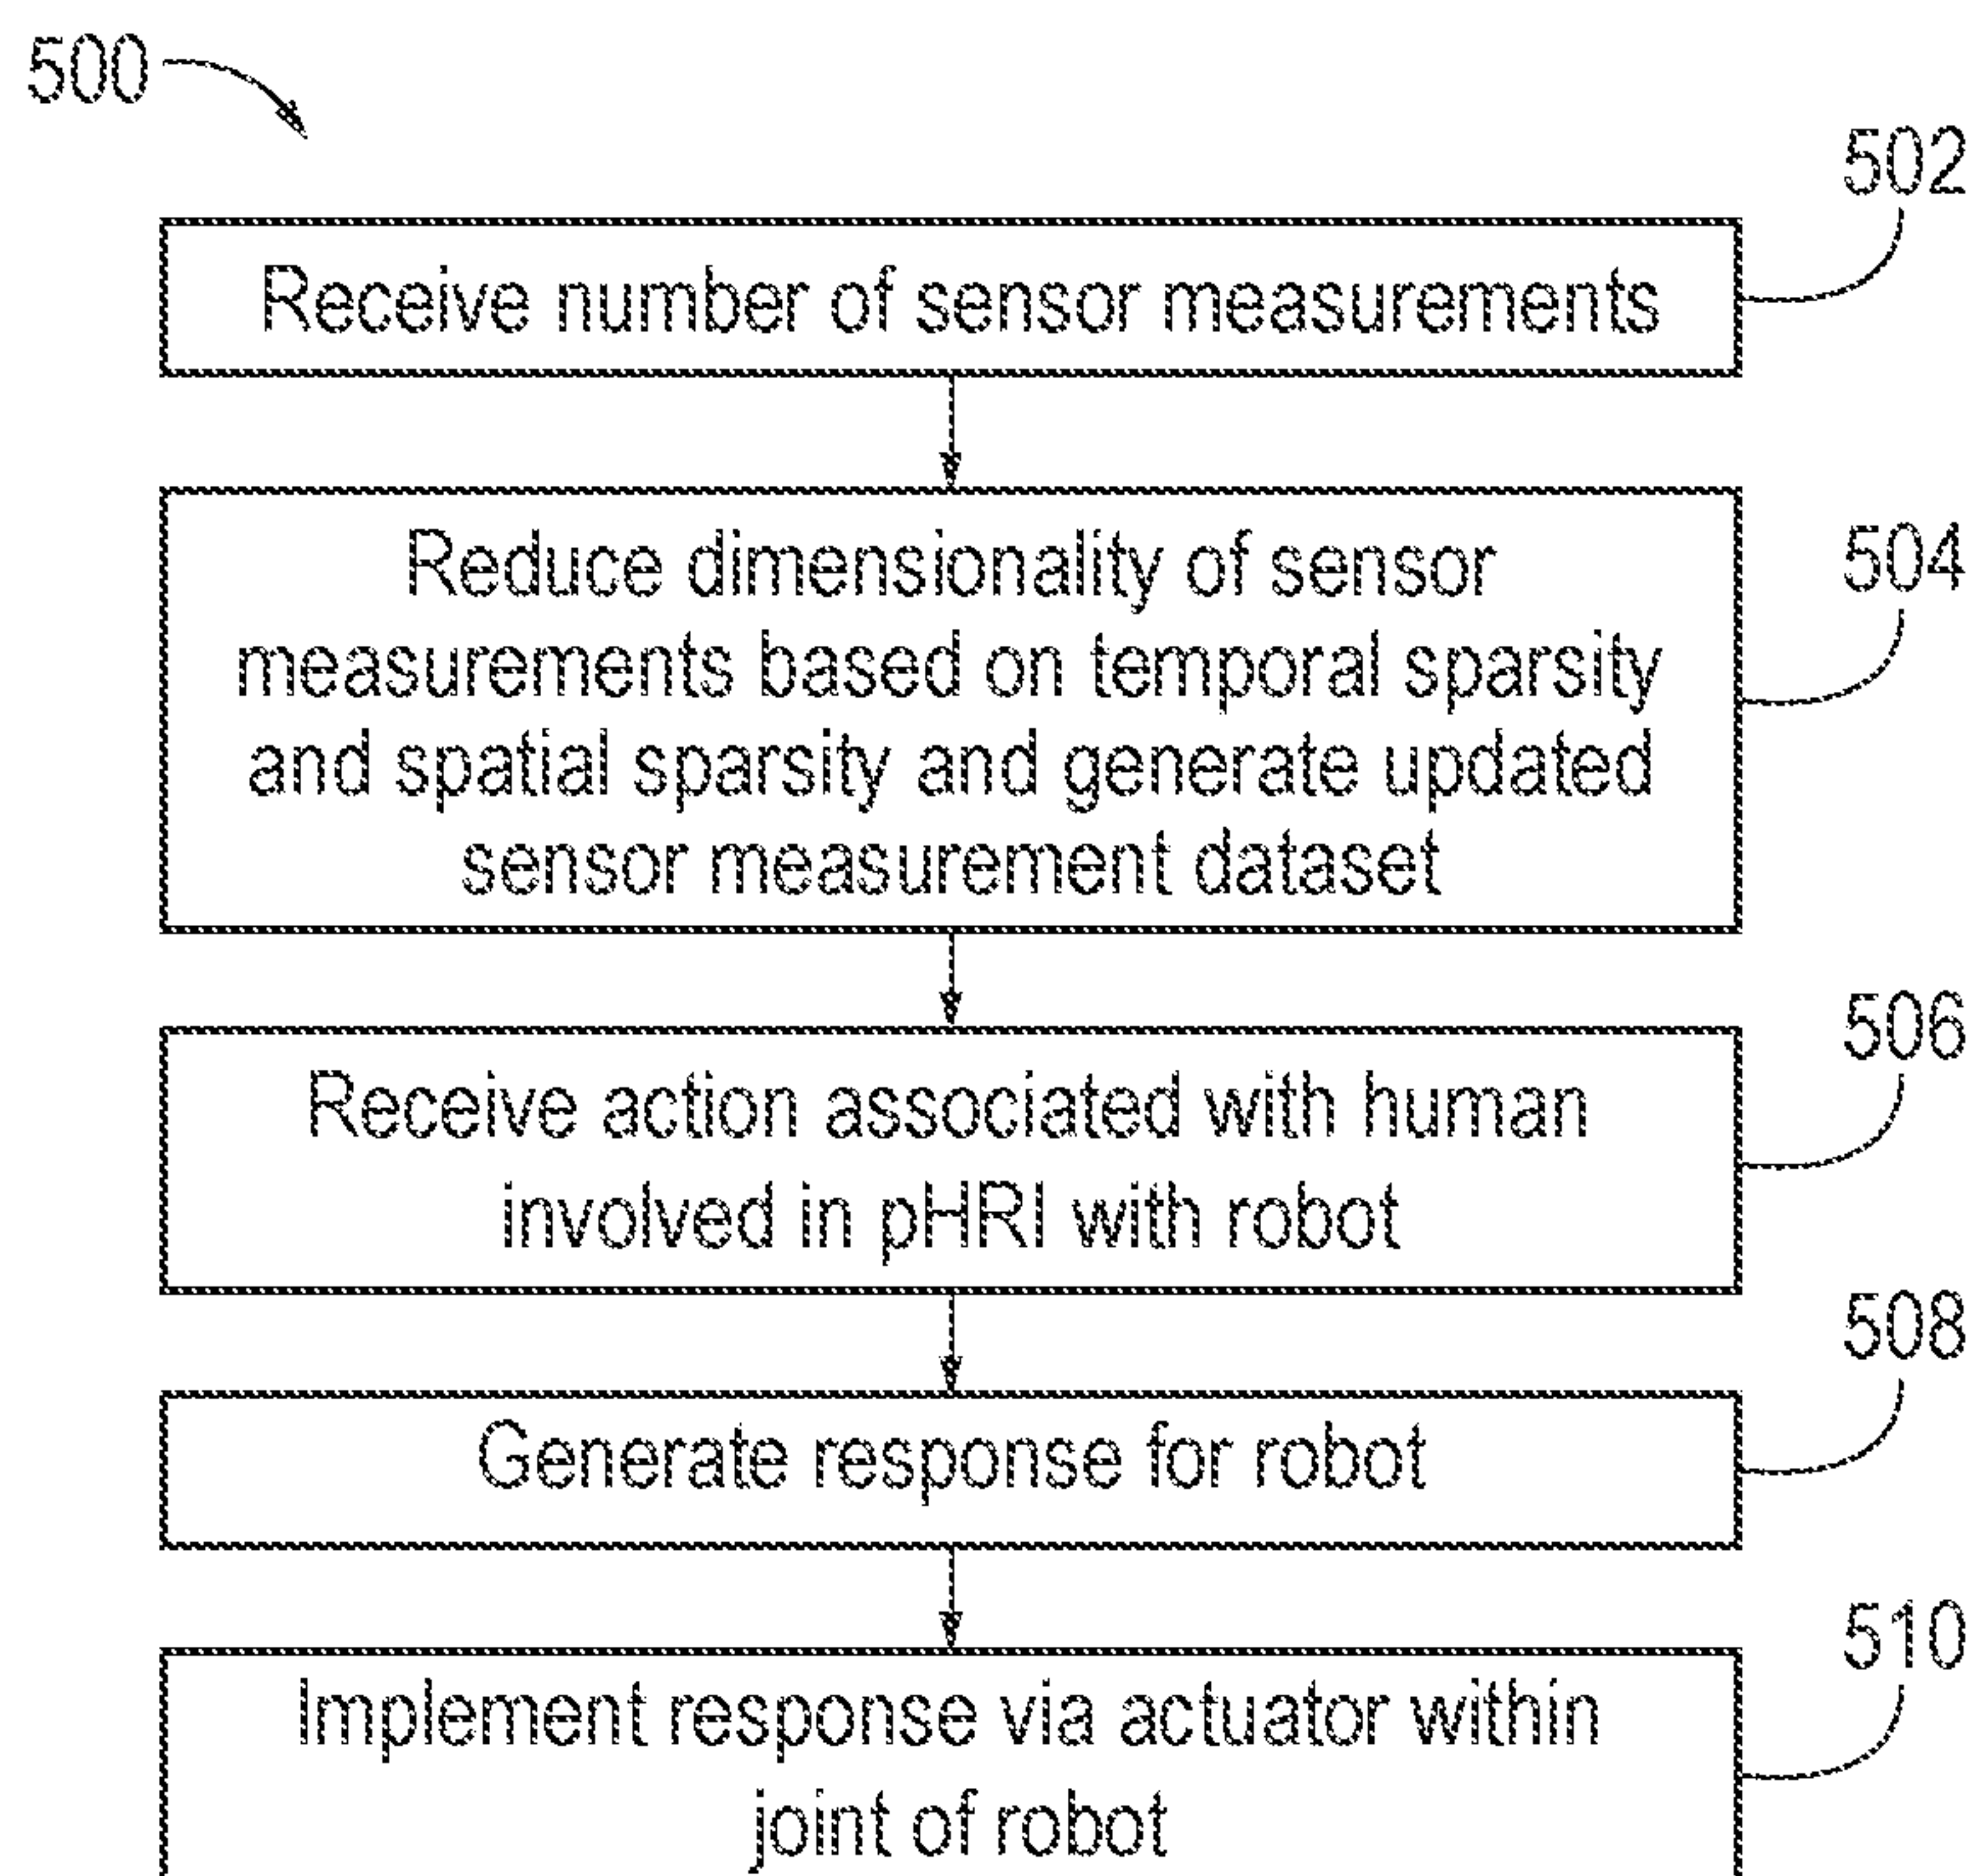 500
502
Receive number of sensor measurements
504
Reduce dimensionality of sensor
measurements based on temporal sparsity
and spatial sparsity and generate updated
sensor measurement dataset
506
Receive action associated with human
involved in pHRI with robot
508
Generate response for robot
510
Implement response via actuator within
joint of robot